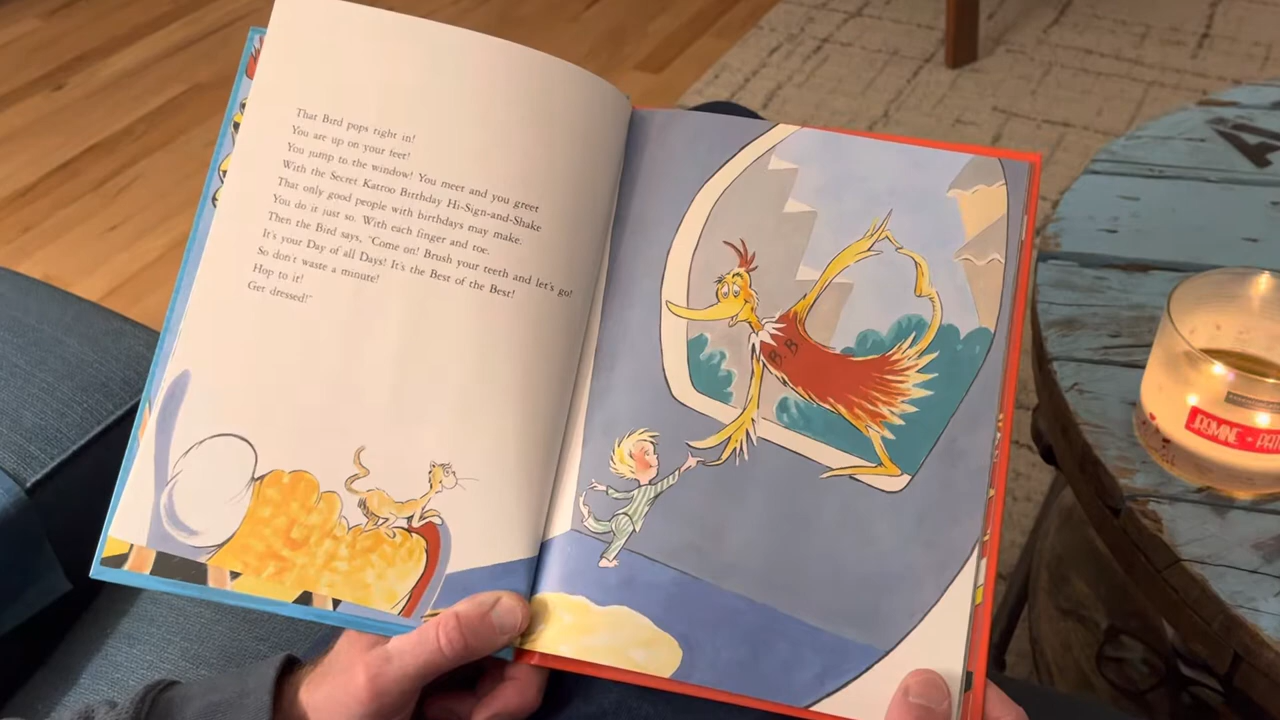 That Bird pops right in!
You are up on your feet!
You jump to the window! You meet and you greet
With the Secret Katroo Birthday Hi-Sign-and-Shake
That only good people with birthdays may make.
You do it just so. With each finger and toe.
Then the Bird says, "Come on! Brush your teeth and let's go!
It's your Day of all Days! It's the Best of the Best!
So don't waste a minute!
Hop to it!
Get dressed!"
B.B.
JASMINE + PAT